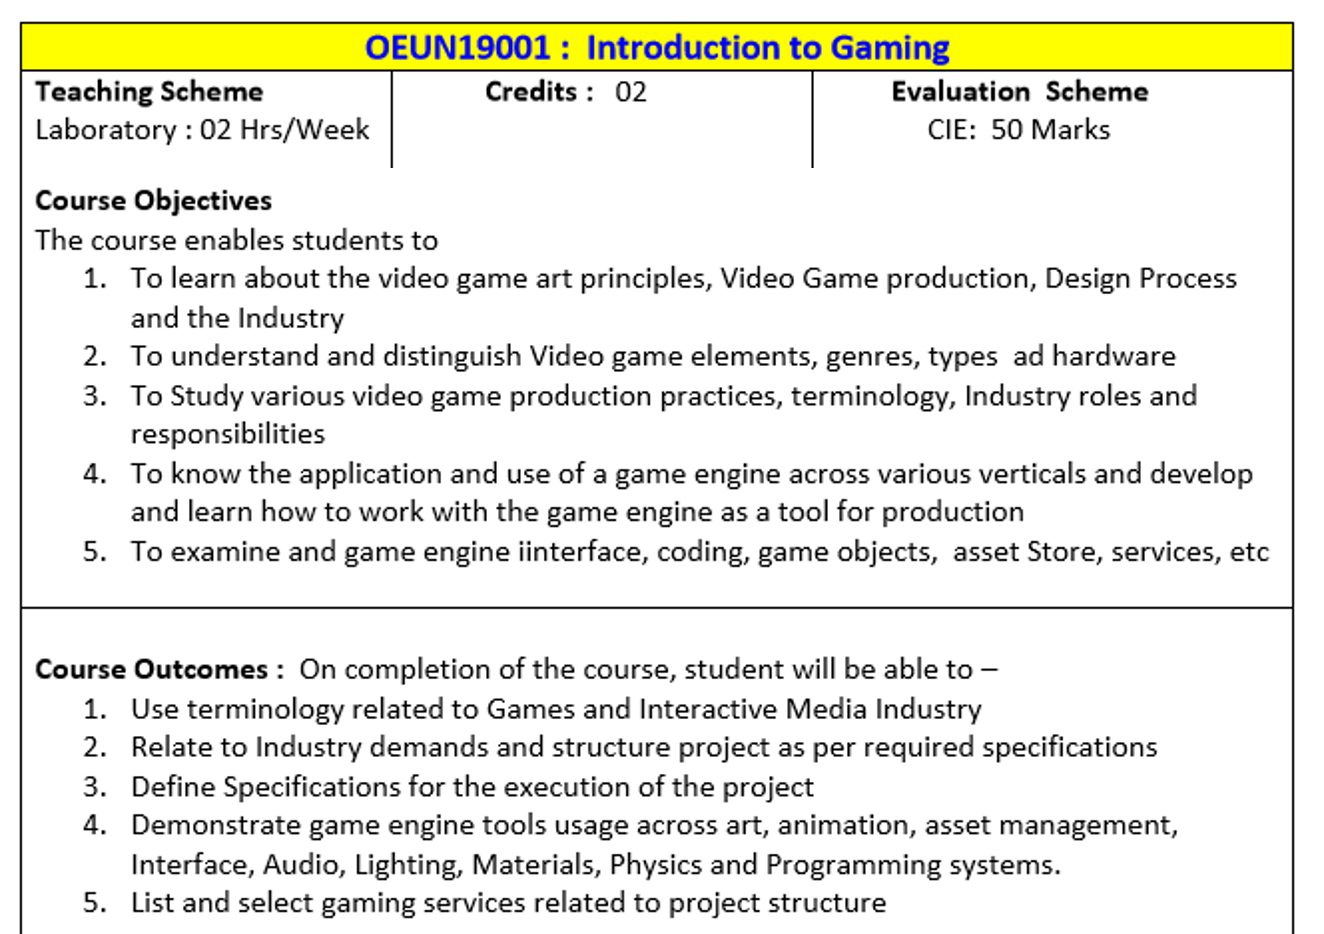 OEUN19001 : Introduction to Gaming
Teaching Scheme
Laboratory : 02 Hrs/Week
Credits : 02
Evaluation Scheme
CIE: 50 Marks
Course Objectives
The course enables students to
1. To learn about the video game art principles, Video Game production, Design Process
and the Industry
2. To understand and distinguish Video game elements, genres, types ad hardware
3. To Study various video game production practices, terminology, Industry roles and
responsibilities
4. To know the application and use of a game engine across various verticals and develop
and learn how to work with the game engine as a tool for production
5. To examine and game engine iinterface, coding, game objects, asset Store, services, etc
Course Outcomes : On completion of the course, student will be able to –
1. Use terminology related to Games and Interactive Media Industry
2. Relate to Industry demands and structure project as per required specifications
3. Define Specifications for the execution of the project
4. Demonstrate game engine tools usage across art, animation, asset management,
Interface, Audio, Lighting, Materials, Physics and Programming systems.
5. List and select gaming services related to project structure